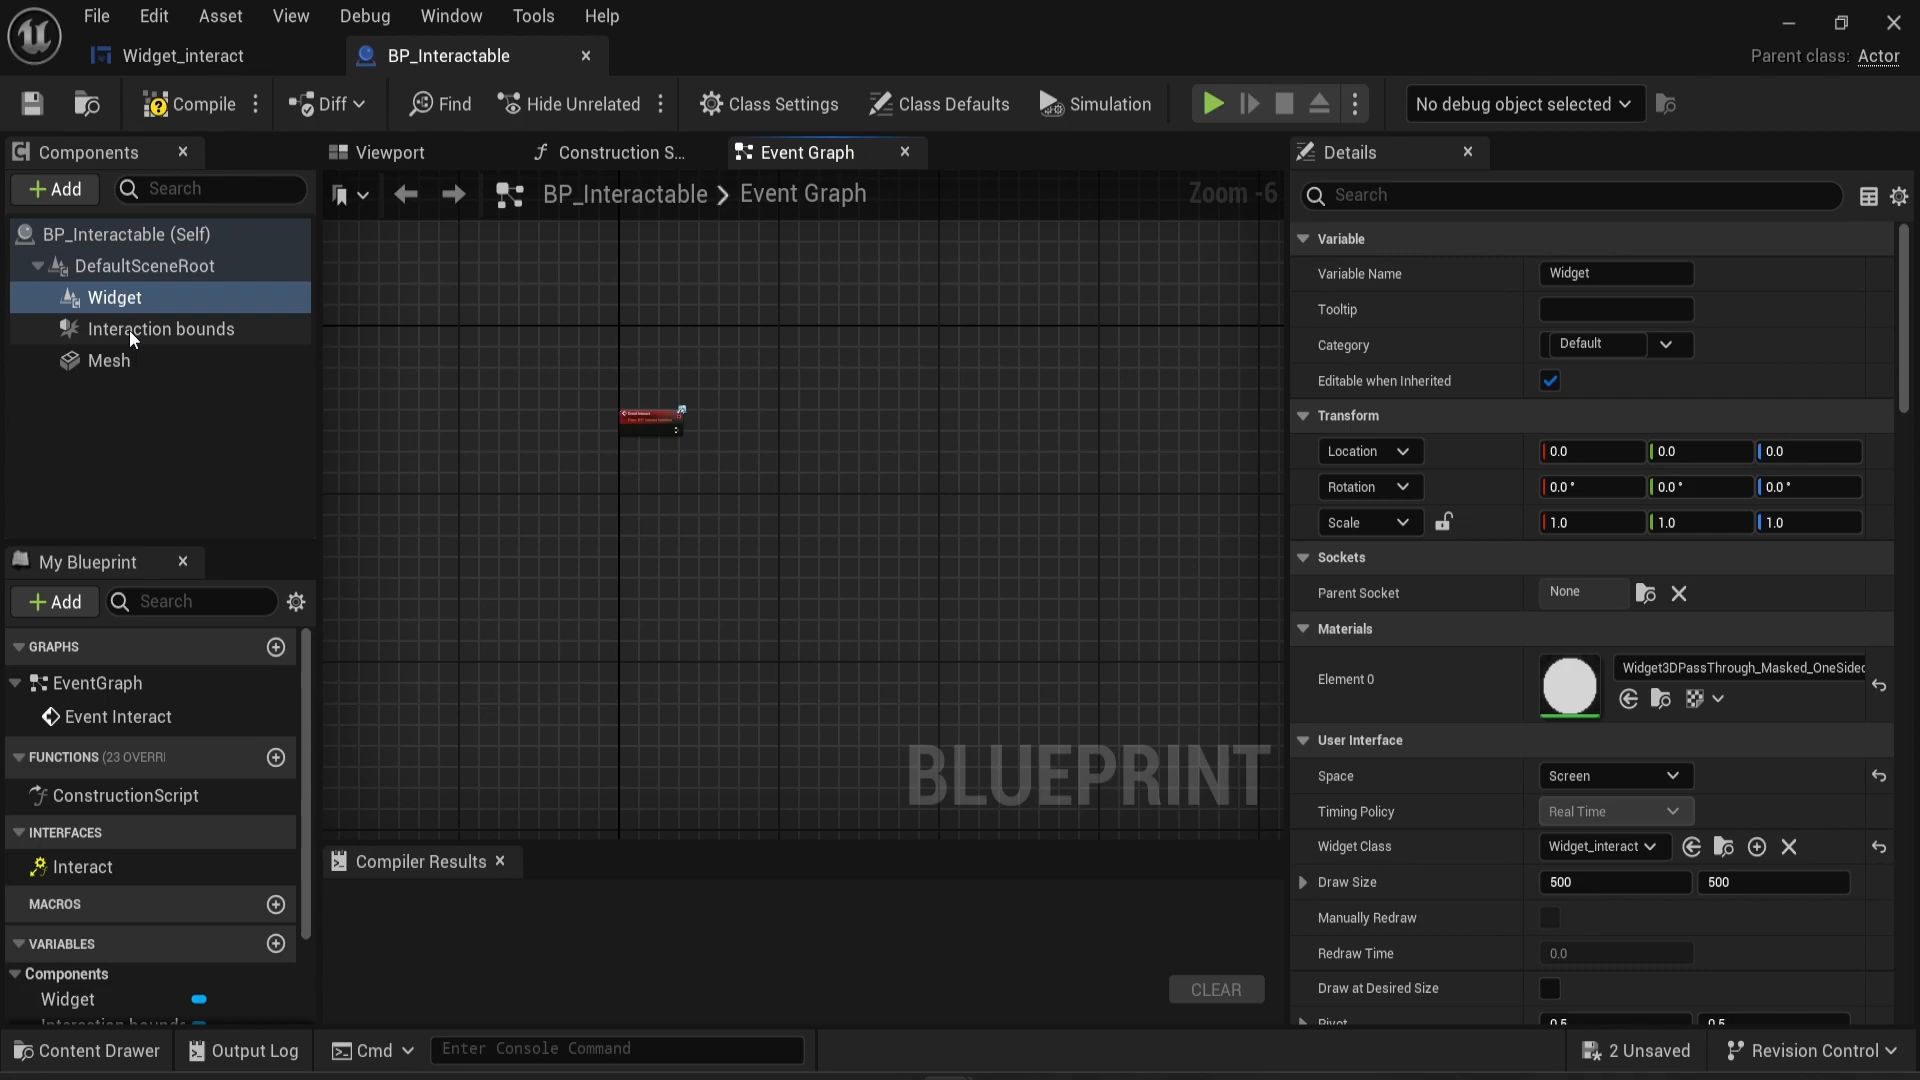 File Edit Asset View Debug Window Tools Help
Widget_interact BP_Interactable Parent class: Actor
Compile Diff Find Hide Unrelated Class Settings Class Defaults Simulation No debug object selected
Components Viewport Construction S... Event Graph Details
Add Search BP_Interactable Event Graph Zoom -6 Search
BP_Interactable (Self)
DefaultSceneRoot
Widget
Interaction bounds
Mesh
Event Interact
BLUEPRINT
My Blueprint
Add Search
GRAPHS
EventGraph
Event Interact
FUNCTIONS (23 OVERRI
ConstructionScript
INTERFACES
Interact
MACROS
VARIABLES
Components
Widget
Interaction bounds
Compiler Results
CLEAR
Variable
Variable Name Widget
Tooltip
Category Default
Editable when Inherited
Transform
Location 0.0 0.0 0.0
Rotation 0.0 ° 0.0 ° 0.0 °
Scale 1.0 1.0 1.0
Sockets
Parent Socket None
Materials
Element 0 Widget3DPassThrough_Masked_OneSided
User Interface
Space Screen
Timing Policy Real Time
Widget Class Widget_interact
Draw Size 500 500
Manually Redraw
Redraw Time 0.0
Draw at Desired Size
Pivot 0.5 0.5
Content Drawer Output Log Cmd Enter Console Command 2 Unsaved Revision Control